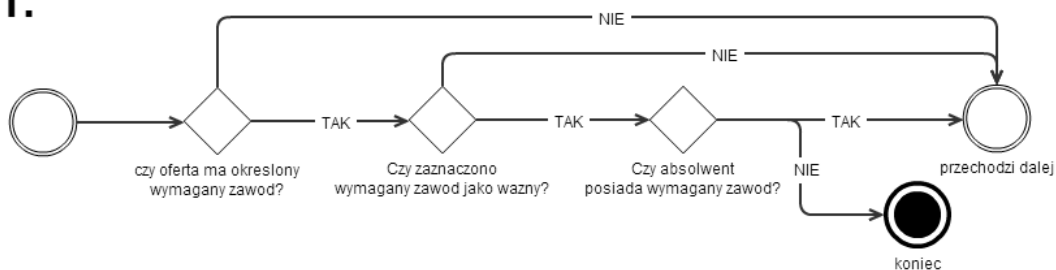 1.
NIE
NIE
TAK
TAK
TAK
czy oferta ma okreslony
wymagany zawod?
Czy zaznaczono
wymagany zawod jako wazny?
Czy absolwent
posiada wymagany zawod?
NIE
przechodzi dalej
koniec